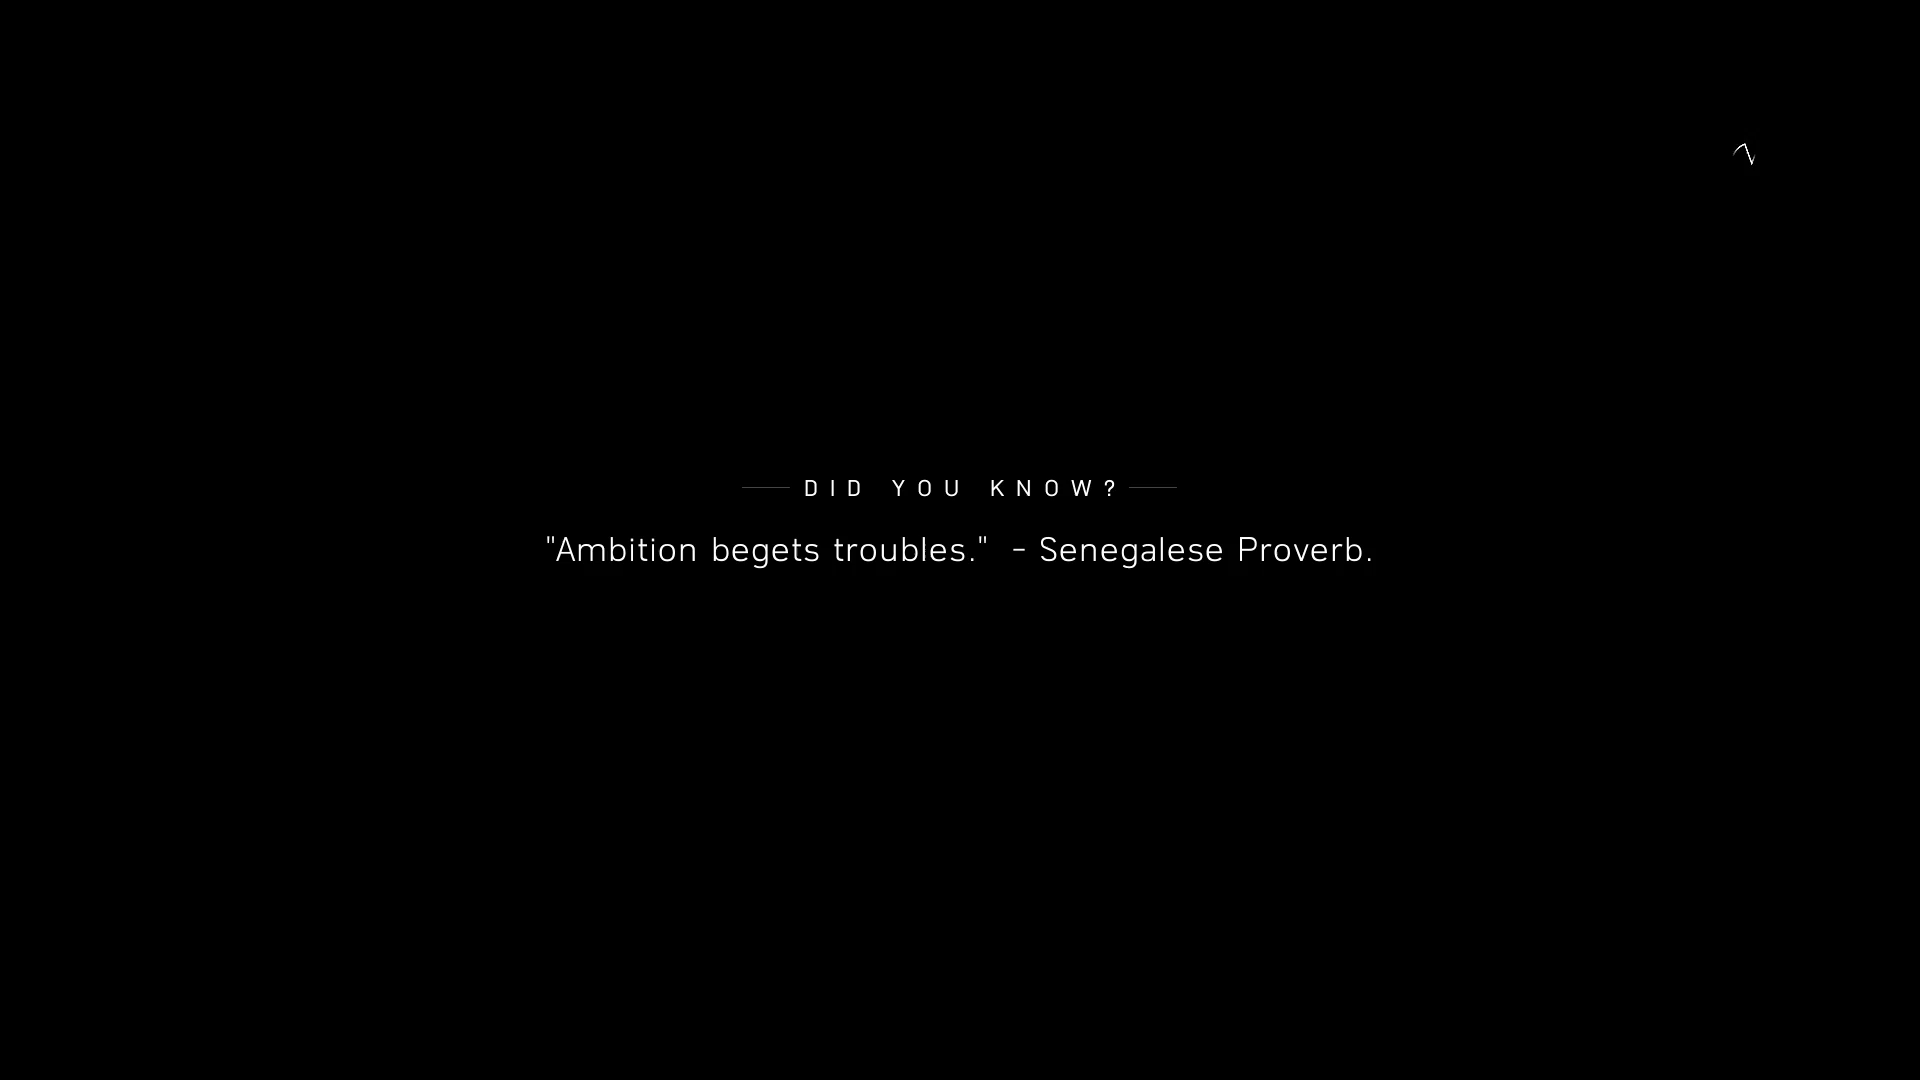 DID YOU KNOW?
"Ambition begets troubles."  - Senegalese Proverb.